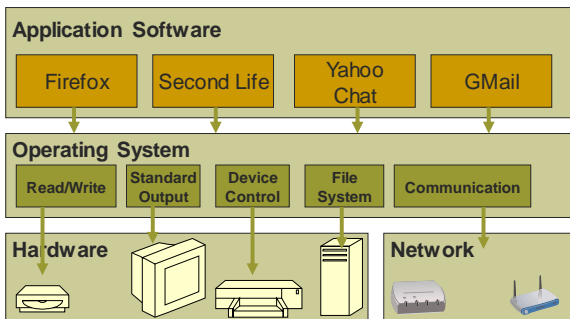 Application Software
Firefox
Second Life
Yahoo
Chat
GMail
Operating System
Read/Write
Standard
Output
Device
Control
File
System
Communication
Hardware
Network